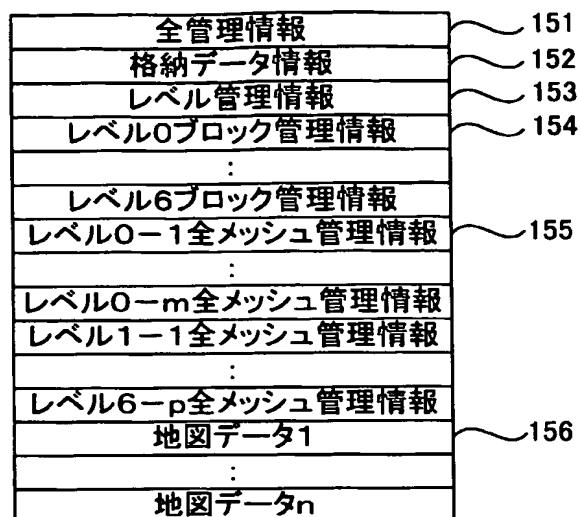 全管理情報 151
格納データ情報 152
レベル管理情報 153
レベル0ブロック管理情報 154
:
レベル6ブロック管理情報
レベル0－1全メッシュ管理情報 155
:
レベル0－m全メッシュ管理情報
レベル1－1全メッシュ管理情報
:
レベル6－p全メッシュ管理情報
地図データ1 156
:
地図データn